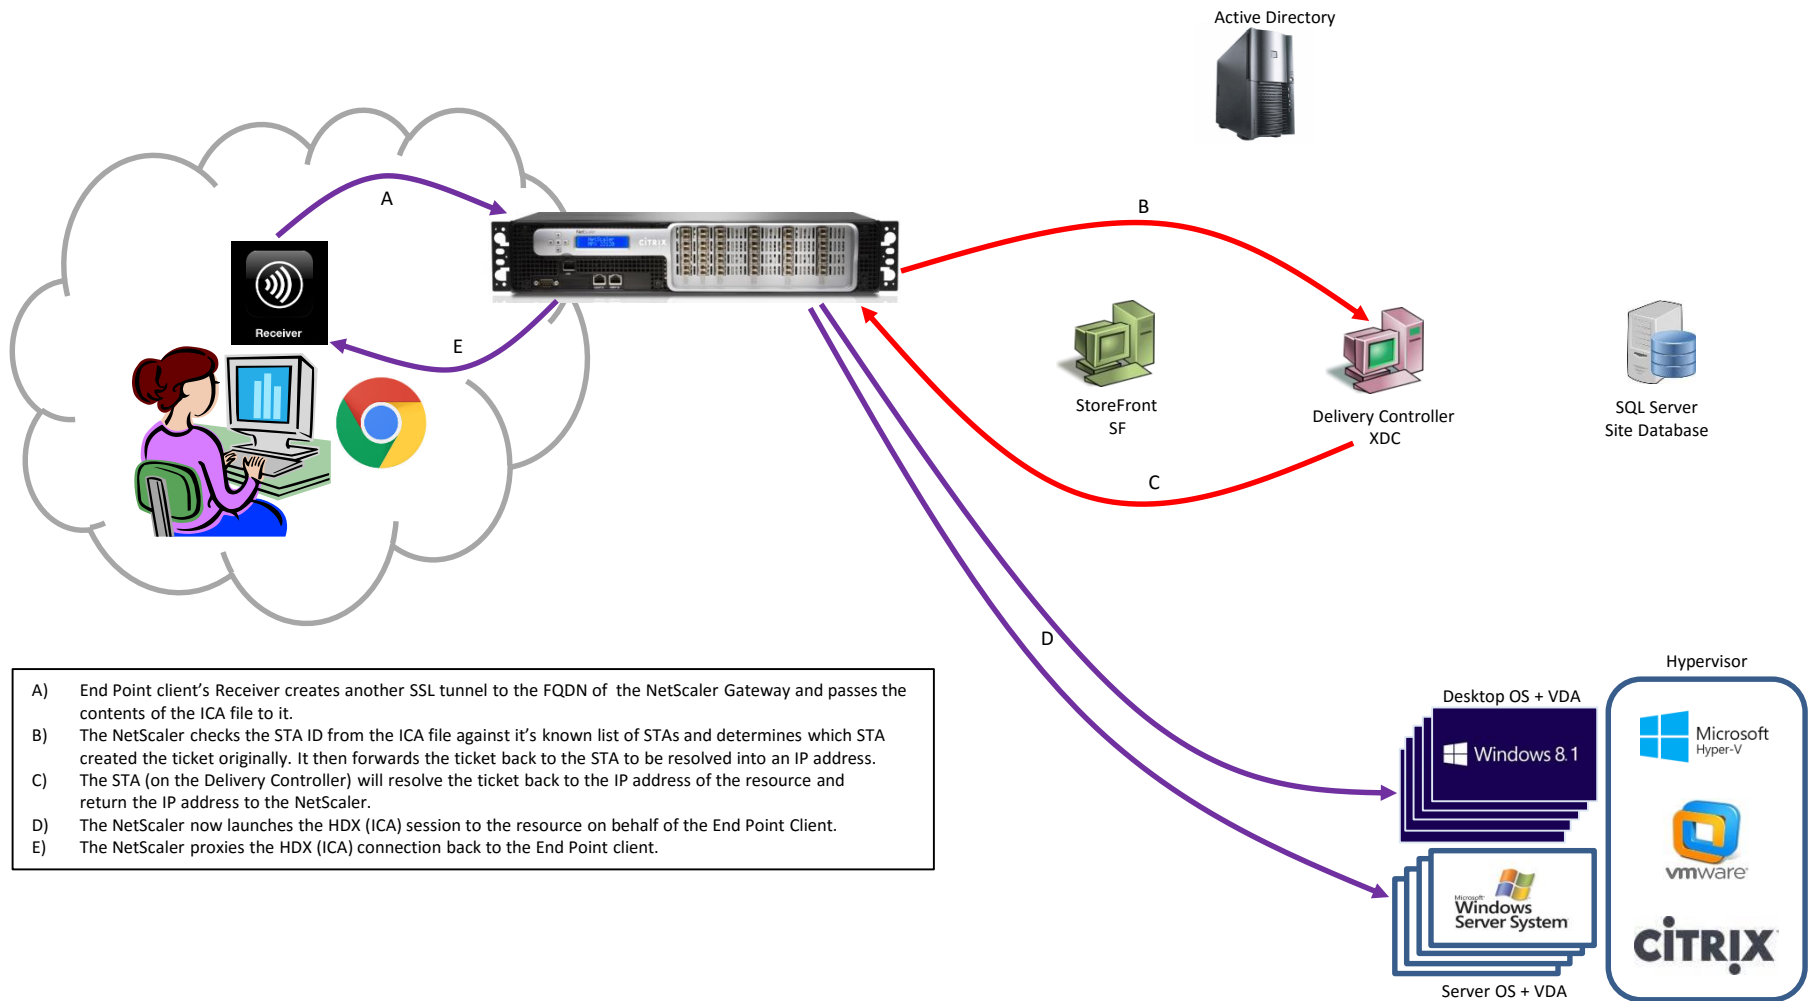 Active Directory
A
B
NetScaler
CITRIX
Receiver
E
StoreFront
SF
Delivery Controller
XDC
SQL Server
Site Database
C
D
A) End Point client's Receiver creates another SSL tunnel to the FQDN of the NetScaler Gateway and passes the
contents of the ICA file to it.
B) The NetScaler checks the STA ID from the ICA file against it's known list of STAs and determines which STA
created the ticket originally. It then forwards the ticket back to the STA to be resolved into an IP address.
C) The STA (on the Delivery Controller) will resolve the ticket back to the IP address of the resource and
return the IP address to the NetScaler.
D) The NetScaler now launches the HDX (ICA) session to the resource on behalf of the End Point Client.
E) The NetScaler proxies the HDX (ICA) connection back to the End Point client.
Hypervisor
Desktop OS + VDA
Windows 8.1
Microsoft
Hyper-V
vmware
Microsoft
Windows
Server System
CITRIX
Server OS + VDA